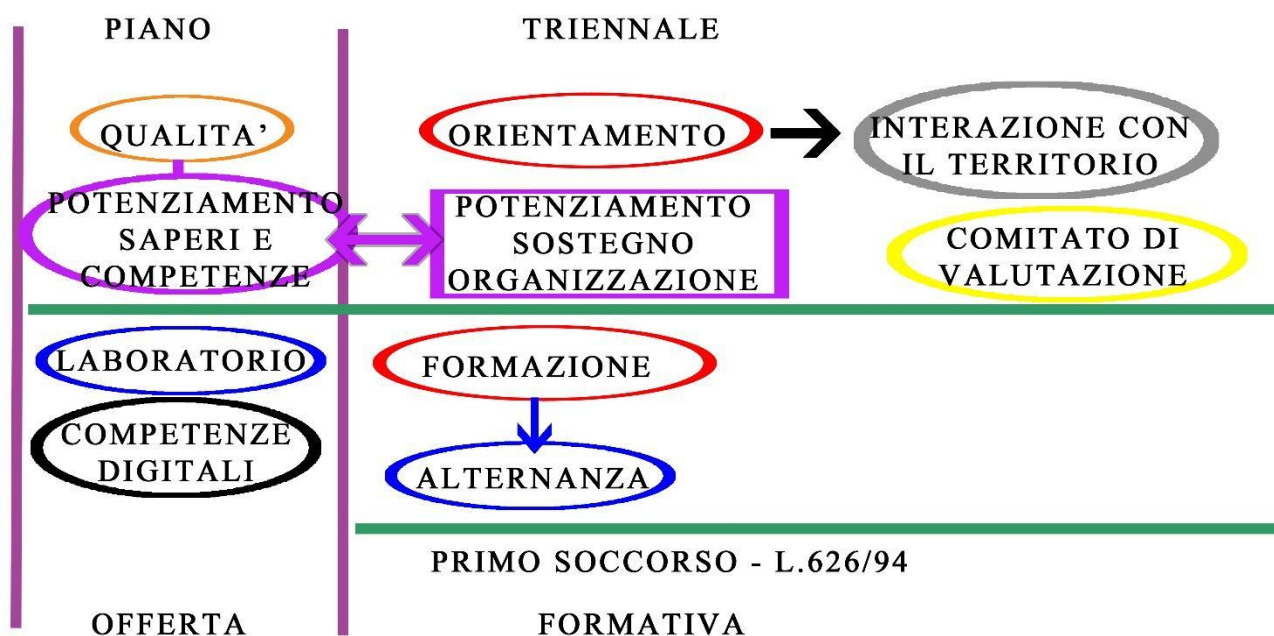 PIANO
TRIENNALE
QUALITA’
ORIENTAMENTO
INTERAZIONE CON
IL TERRITORIO
POTENZIAMENTO
SAPERI E
COMPETENZE
POTENZIAMENTO
SOSTEGNO
ORGANIZZAZIONE
COMITATO DI
VALUTAZIONE
LABORATORIO
FORMAZIONE
COMPETENZE
DIGITALI
ALTERNANZA
PRIMO SOCCORSO - L.626/94
OFFERTA
FORMATIVA